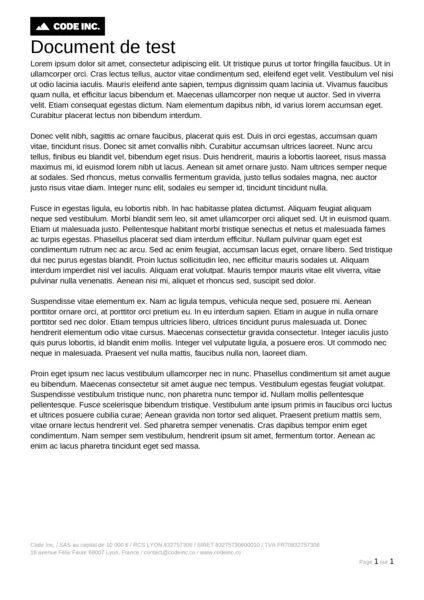 CODE INC.
Document de test
Lorem ipsum dolor sit amet, consectetur adipiscing elit. Ut tristique purus ut tortor fringilla faucibus. Ut in
ullamcorper orci. Cras lectus tellus, auctor vitae condimentum sed, eleifend eget velit. Vestibulum vel nisi
ut odio lacinia iaculis. Mauris eleifend ante sapien, tempus dignissim quam lacinia ut. Vivamus faucibus
quam nulla, et efficitur lacus bibendum et. Maecenas ullamcorper non neque ut auctor. Sed in viverra
velit. Etiam consequat egestas dictum. Nam elementum dapibus nibh, id varius lorem accumsan eget.
Curabitur placerat lectus non bibendum interdum.
Donec velit nibh, sagittis ac ornare faucibus, placerat quis est. Duis in orci egestas, accumsan quam
vitae, tincidunt risus. Donec sit amet convallis nibh. Curabitur accumsan ultrices laoreet. Nunc arcu
tellus, finibus eu blandit vel, bibendum eget risus. Duis hendrerit, mauris a lobortis laoreet, risus massa
maximus mi, id euismod lorem nibh ut lacus. Aenean sit amet ornare justo. Nam ultrices semper neque
at sodales. Sed rhoncus, metus convallis fermentum gravida, justo tellus sodales magna, nec auctor
justo risus vitae diam. Integer nunc elit, sodales eu semper id, tincidunt tincidunt nulla.
Fusce in egestas ligula, eu lobortis nibh. In hac habitasse platea dictumst. Aliquam feugiat aliquam
neque sed vestibulum. Morbi blandit sem leo, sit amet ullamcorper orci aliquet sed. Ut in euismod quam.
Etiam ut malesuada justo. Pellentesque habitant morbi tristique senectus et netus et malesuada fames
ac turpis egestas. Phasellus placerat sed diam interdum efficitur. Nullam pulvinar quam eget est
condimentum rutrum nec ac arcu. Sed ac enim feugiat, accumsan lacus eget, ornare libero. Sed tristique
dui nec purus egestas blandit. Proin luctus sollicitudin leo, nec efficitur mauris sodales ut. Aliquam
interdum imperdiet nisl vel iaculis. Aliquam erat volutpat. Mauris tempor mauris vitae elit viverra, vitae
pulvinar nulla venenatis. Aenean nisi mi, aliquet et rhoncus sed, suscipit sed dolor.
Suspendisse vitae elementum ex. Nam ac ligula tempus, vehicula neque sed, posuere mi. Aenean
porttitor ornare orci, at porttitor orci pretium eu. In eu interdum sapien. Etiam in augue in nulla ornare
porttitor sed nec dolor. Etiam tempus ultricies libero, ultrices tincidunt purus malesuada ut. Donec
hendrerit elementum odio vitae cursus. Maecenas consectetur gravida consectetur. Integer iaculis justo
quis purus lobortis, id blandit enim mollis. Integer vel vulputate ligula, a posuere eros. Ut commodo nec
neque in malesuada. Praesent vel nulla mattis, faucibus nulla non, laoreet diam.
Proin eget ipsum nec lacus vestibulum ullamcorper nec in nunc. Phasellus condimentum sit amet augue
eu bibendum. Maecenas consectetur sit amet augue nec tempus. Vestibulum egestas feugiat volutpat.
Suspendisse vestibulum tristique nunc, non pharetra nunc tempor id. Nullam mollis pellentesque
pellentesque. Fusce scelerisque bibendum tristique. Vestibulum ante ipsum primis in faucibus orci luctus
et ultrices posuere cubilia curae; Aenean gravida non tortor sed aliquet. Praesent pretium mattis sem,
vitae ornare lectus hendrerit vel. Sed pharetra semper venenatis. Cras dapibus tempor enim eget
condimentum. Nam semper sem vestibulum, hendrerit ipsum sit amet, fermentum tortor. Aenean ac
enim ac lacus pharetra tincidunt eget sed massa.
Code Inc. / SAS au capital de 10 000 € / RCS LYON 832757306 / SIRET 83275730600010 / TVA FR70832757306
18 avenue Félix Faure 69007 Lyon, France / contact@codeinc.co / www.codeinc.co
Page 1 sur 1